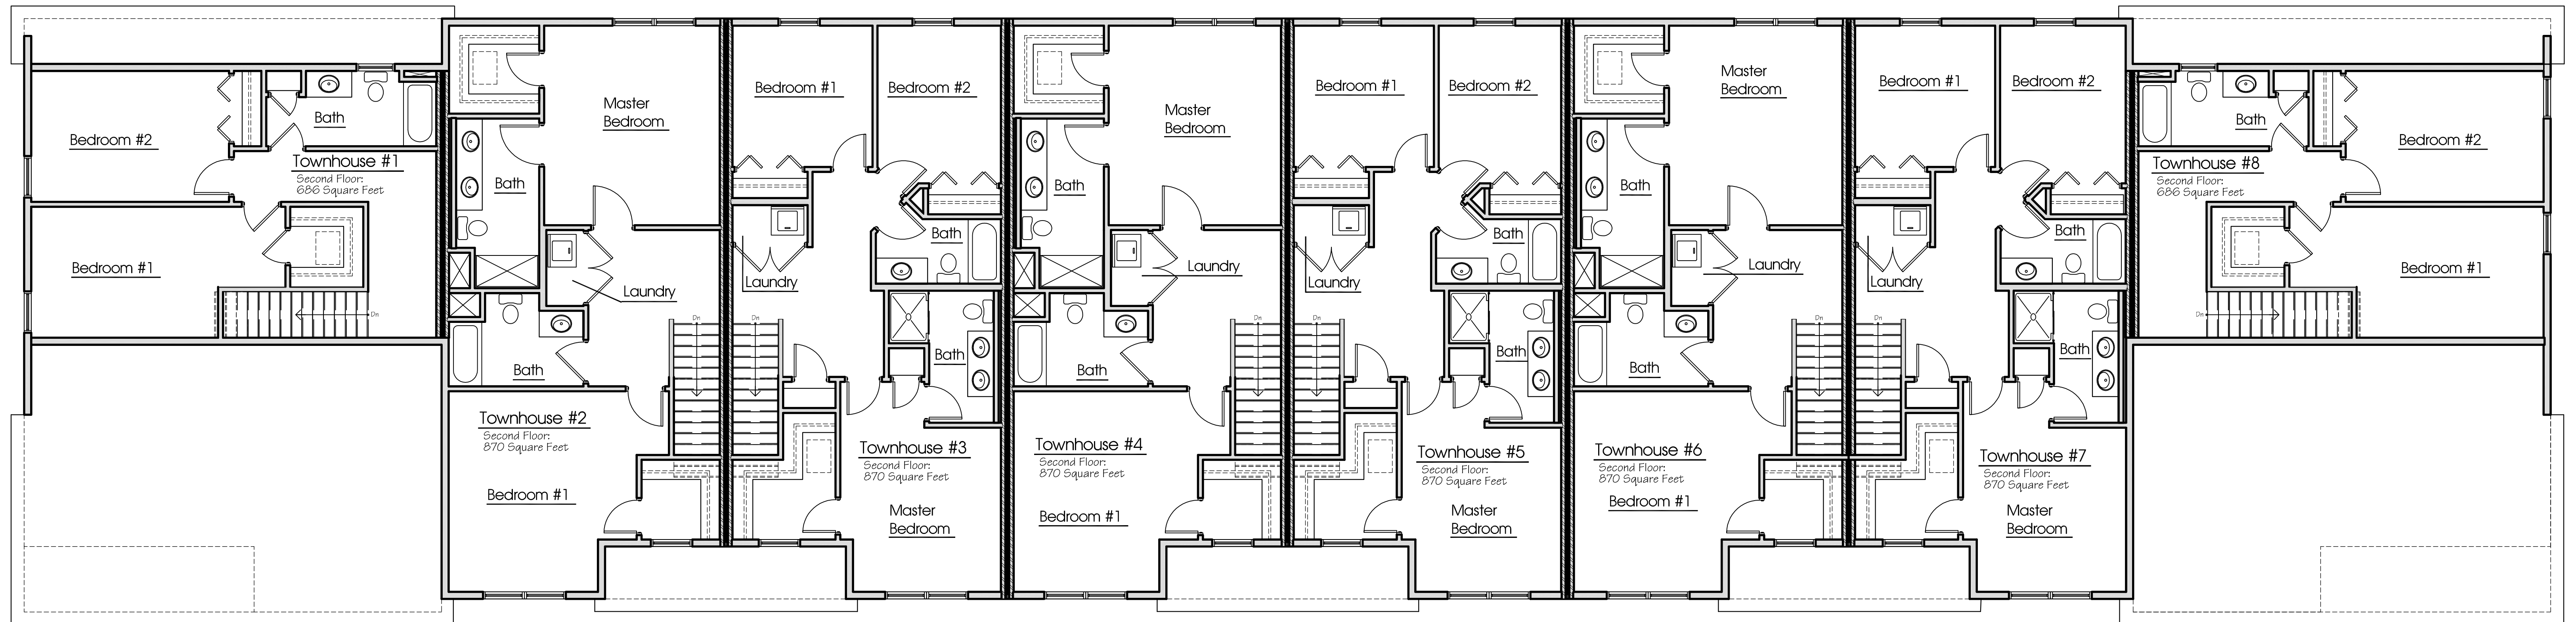 Bedroom #2
Bath
Townhouse #1
Second Floor:
686 Square Feet
Bedroom #1
Dn
Master
Bedroom
Bath
Laundry
Bath
Dn
Townhouse #2
Second Floor:
870 Square Feet
Bedroom #1
Bedroom #1
Bedroom #2
Bath
Laundry
Dn
Bath
Townhouse #3
Second Floor:
870 Square Feet
Master
Bedroom
Master
Bedroom
Bath
Laundry
Dn
Bath
Townhouse #4
Second Floor:
870 Square Feet
Bedroom #1
Bedroom #1
Bedroom #2
Bath
Laundry
Dn
Bath
Townhouse #5
Second Floor:
870 Square Feet
Master
Bedroom
Master
Bedroom
Bath
Laundry
Dn
Bath
Townhouse #6
Second Floor:
870 Square Feet
Bedroom #1
Bedroom #1
Bedroom #2
Bath
Laundry
Dn
Bath
Townhouse #7
Second Floor:
870 Square Feet
Master
Bedroom
Bath
Bedroom #2
Townhouse #8
Second Floor:
686 Square Feet
Bedroom #1
Dn